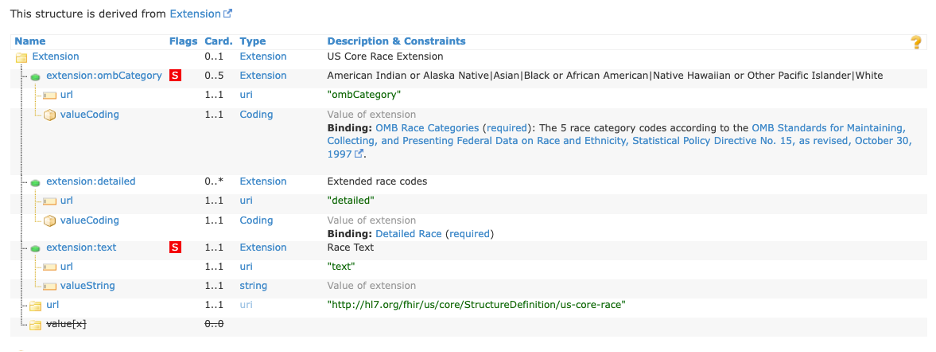 This structure is derived from Extension
Name Flags Card. Type Description & Constraints ?
Extension 0..1 Extension US Core Race Extension
extension:ombCategory S 0..5 Extension American Indian or Alaska Native|Asian|Black or African American|Native Hawaiian or Other Pacific Islander|White
url 1..1 uri "ombCategory"
valueCoding 1..1 Coding Value of extension
Binding: OMB Race Categories (required): The 5 race category codes according to the OMB Standards for Maintaining,
Collecting, and Presenting Federal Data on Race and Ethnicity, Statistical Policy Directive No. 15, as revised, October 30,
1997.
extension:detailed 0..* Extension Extended race codes
url 1..1 uri "detailed"
valueCoding 1..1 Coding Value of extension
Binding: Detailed Race (required)
extension:text S 1..1 Extension Race Text
url 1..1 uri "text"
valueString 1..1 string Value of extension
url 1..1 uri "http://hl7.org/fhir/us/core/StructureDefinition/us-core-race"
value[x] 0..0